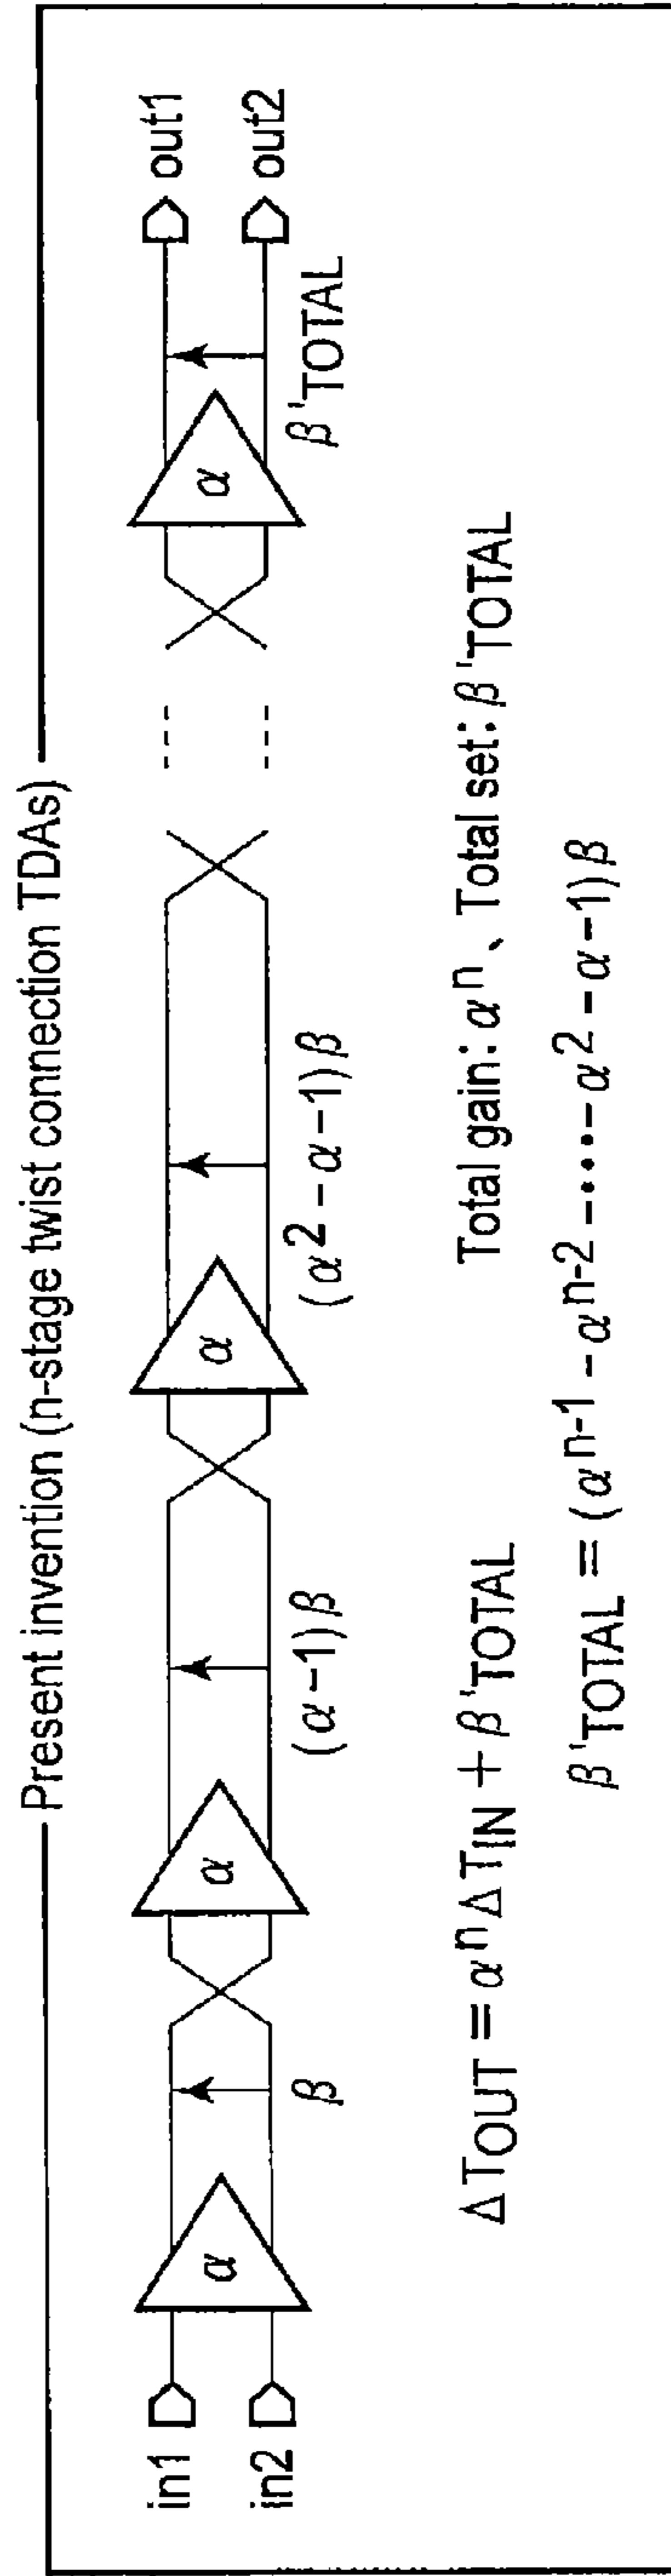 Present invention (n-stage twist connection TDAs)
in1
in2
α
β
α
(α-1)β
α
(α²-α-1)β
α
β'TOTAL
out1
out2
ΔTOUT = αⁿΔTIN + β'TOTAL
Total gain: αⁿ、Total set: β'TOTAL
β'TOTAL = (αⁿ⁻¹-αⁿ⁻²-····-α²-α-1)β